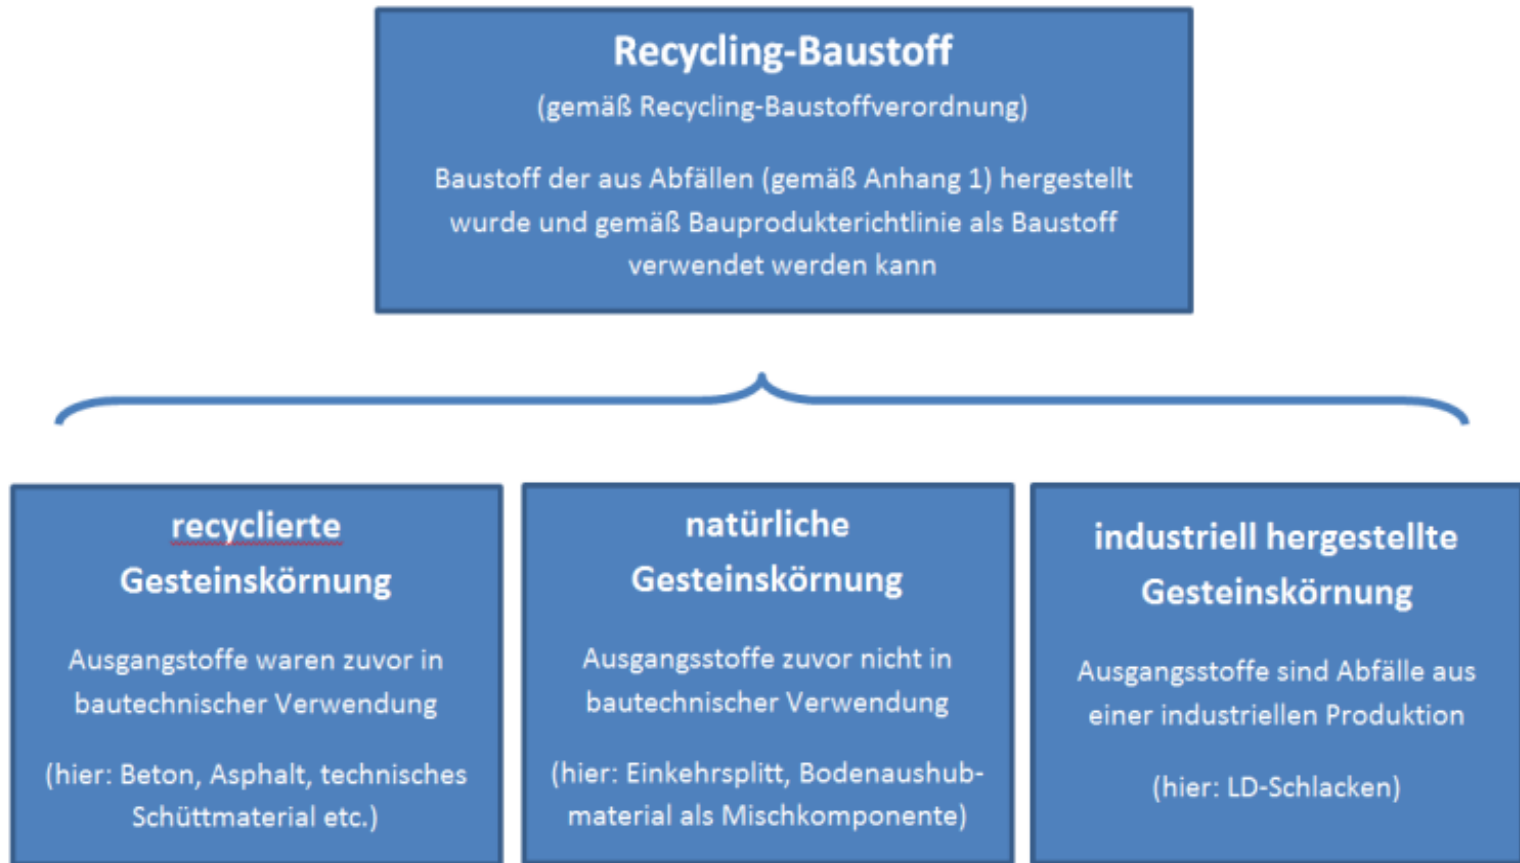 Recycling-Baustoff
(gemäß Recycling-Baustoffverordnung)
Baustoff der aus Abfällen (gemäß Anhang 1) hergestellt
wurde und gemäß Bauprodukterichtlinie als Baustoff
verwendet werden kann
recyclierte
Gesteinskörnung
Ausgangstoffe waren zuvor in
bautechnischer Verwendung
(hier: Beton, Asphalt, technisches
Schüttmaterial etc.)
natürliche
Gesteinskörnung
Ausgangsstoffe zuvor nicht in
bautechnischer Verwendung
(hier: Einkehrsplitt, Bodenaushub-
material als Mischkomponente)
industriell hergestellte
Gesteinskörnung
Ausgangsstoffe sind Abfälle aus
einer industriellen Produktion
(hier: LD-Schlacken)